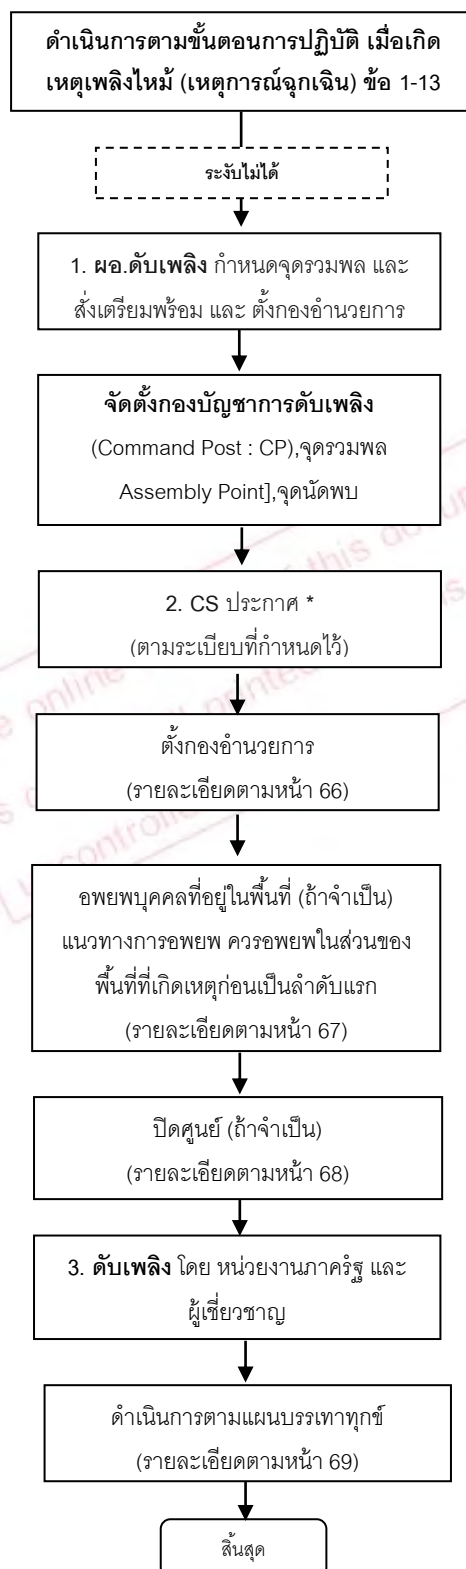 ดำเนินการตามขั้นตอนการปฏิบัติ เมื่อเกิด
เหตุเพลิงไหม้ (เหตุการณ์ฉุกเฉิน) ข้อ 1-13
ระงับไม่ได้
1. ผอ.ดับเพลิง กำหนดจุดรวมพล และ
สั่งเตรียมพร้อม และ ตั้งกองอำนวยการ
จัดตั้งกองบัญชาการดับเพลิง
(Command Post : CP),จุดรวมพล
Assembly Point],จุดนัดพบ
2. CS ประกาศ *
(ตามระเบียบที่กำหนดไว้)
ตั้งกองอำนวยการ
(รายละเอียดตามหน้า 66)
อพยพบุคคลที่อยู่ในพื้นที่ (ถ้าจำเป็น)
แนวทางการอพยพ ควรอพยพในส่วนของ
พื้นที่ที่เกิดเหตุก่อนเป็นลำดับแรก
(รายละเอียดตามหน้า 67)
ปิดศูนย์ (ถ้าจำเป็น)
(รายละเอียดตามหน้า 68)
3. ดับเพลิง โดย หน่วยงานภาครัฐ และ
ผู้เชี่ยวชาญ
ดำเนินการตามแผนบรรเทาทุกข์
(รายละเอียดตามหน้า 69)
สิ้นสุด